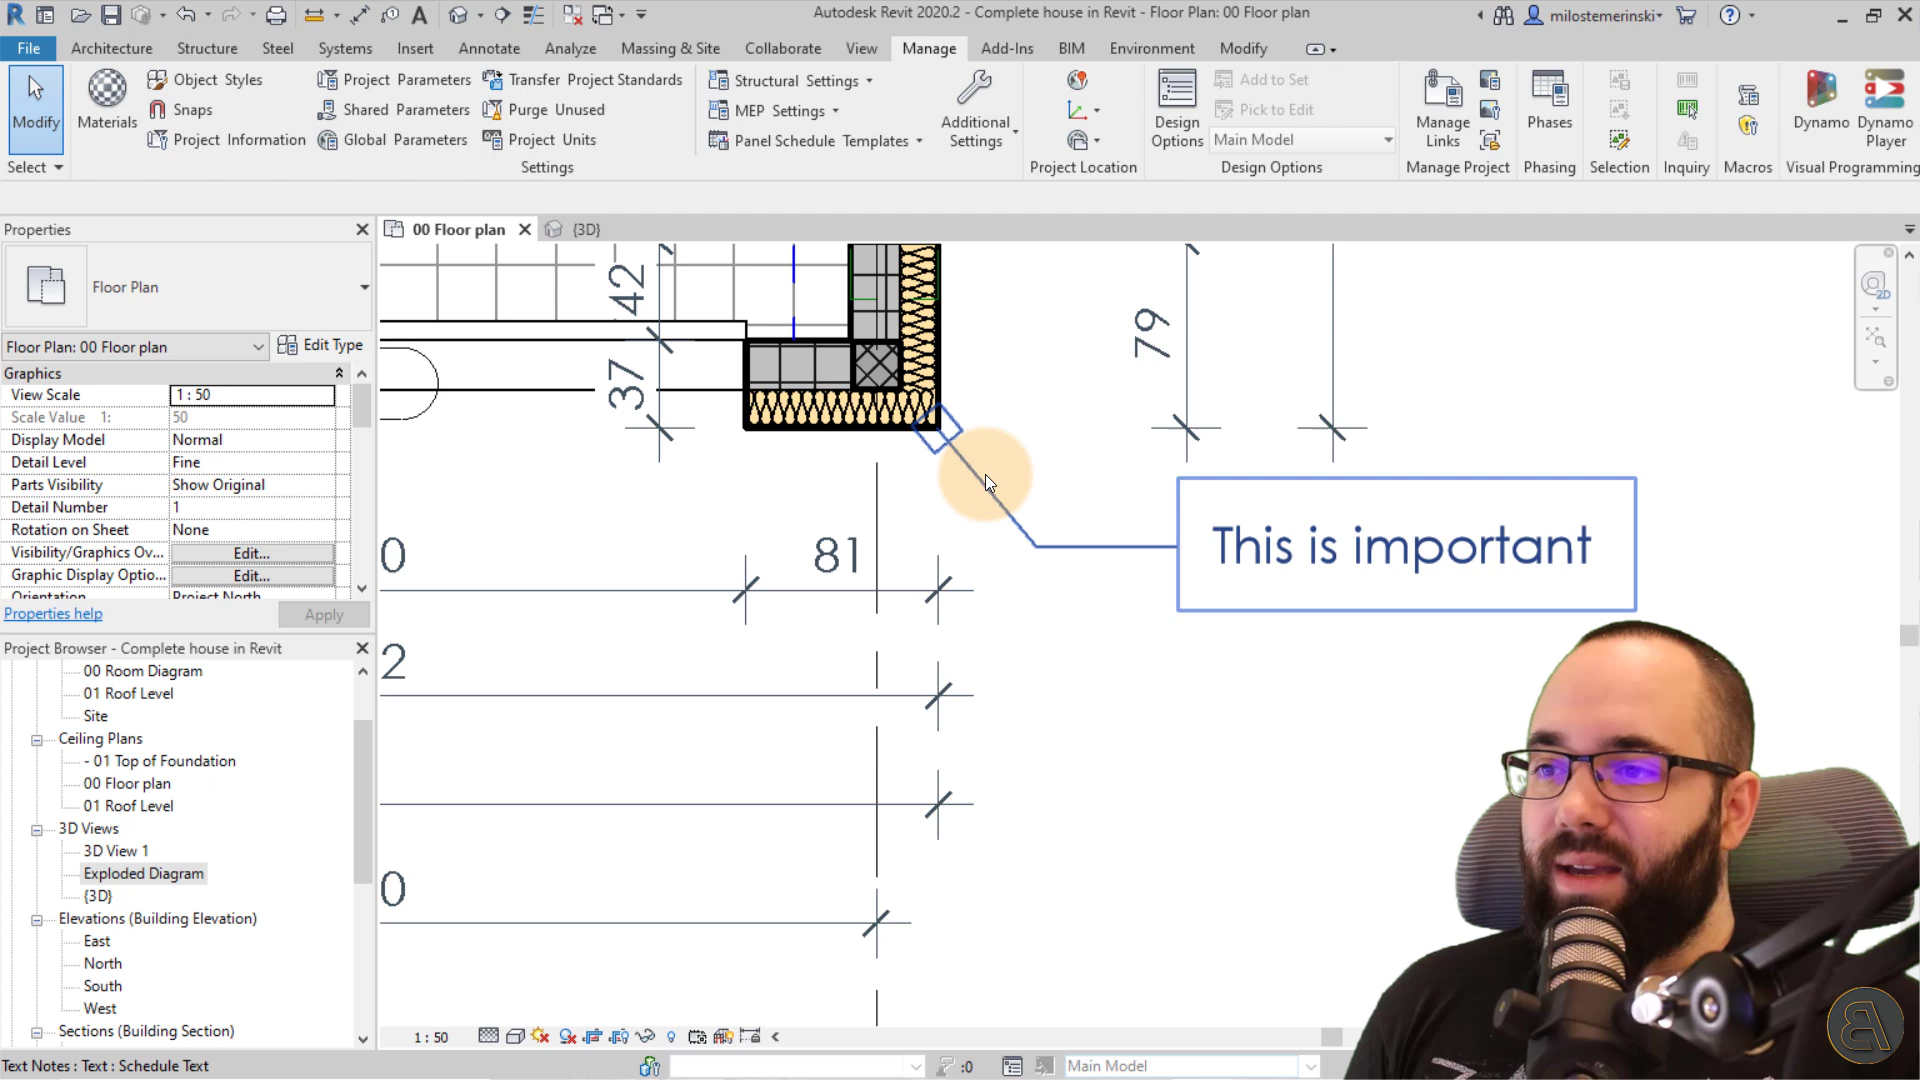 Autodesk Revit 2020.2 - Complete house in Revit - Floor Plan: 00 Floor plan
milostemerinski
File Architecture Structure Steel Systems Insert Annotate Analyze Massing & Site Collaborate View Manage Add-Ins BIM Environment Modify
Modify
Materials
Object Styles
Snaps
Project Information
Project Parameters
Shared Parameters
Global Parameters
Transfer Project Standards
Purge Unused
Project Units
Structural Settings
MEP Settings
Panel Schedule Templates
Additional Settings
Design Options
Add to Set
Pick to Edit
Main Model
Manage Links
Phases
Dynamo
Dynamo Player
Select
Settings
Project Location
Design Options
Manage Project
Phasing
Selection
Inquiry
Macros
Visual Programming
Properties
00 Floor plan
{3D}
Floor Plan
Floor Plan: 00 Floor plan
Edit Type
Graphics
View Scale 1 : 50
Scale Value 1: 50
Display Model Normal
Detail Level Fine
Parts Visibility Show Original
Detail Number 1
Rotation on Sheet None
Visibility/Graphics Ov... Edit...
Graphic Display Optio... Edit...
Orientation Project North
Properties help
Apply
Project Browser - Complete house in Revit
00 Room Diagram
01 Roof Level
Site
Ceiling Plans
- 01 Top of Foundation
00 Floor plan
01 Roof Level
3D Views
3D View 1
Exploded Diagram
{3D}
Elevations (Building Elevation)
East
North
South
West
Sections (Building Section)
42
37
79
2D
This is important
0
81
2
0
1 : 50
Text Notes : Text : Schedule Text
:0
Main Model